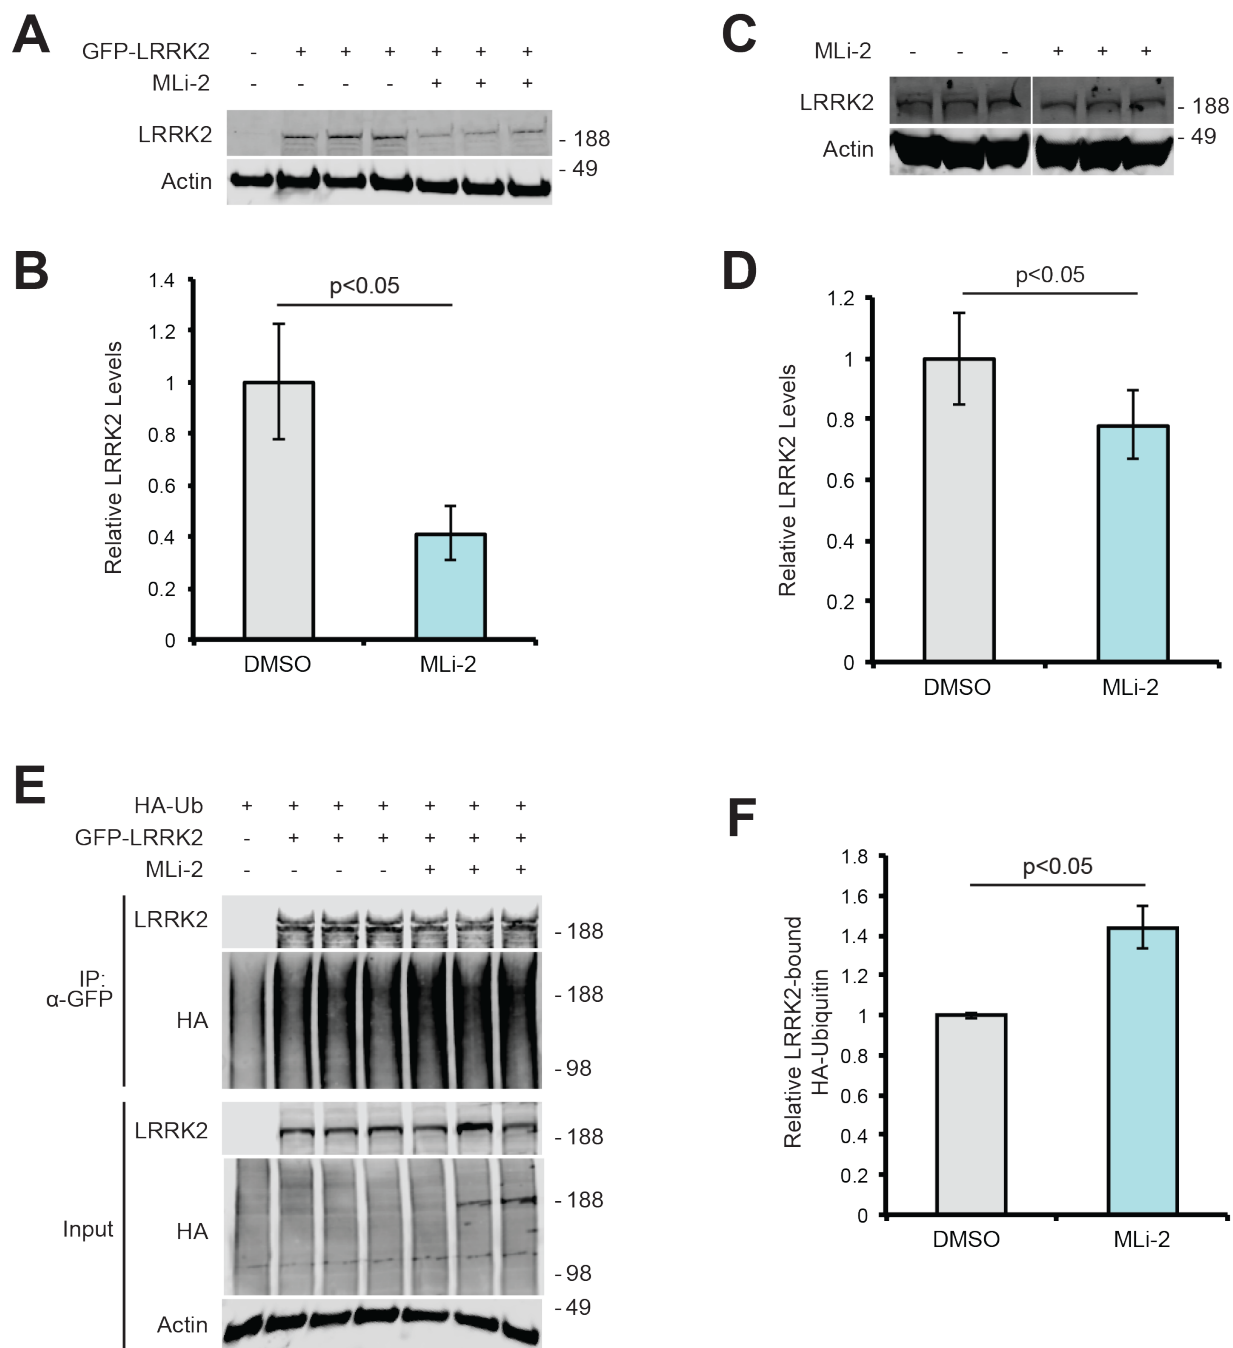 A
GFP-LRRK2 - + + + + + +
MLi-2 - - - - + + +
LRRK2
- 188
- 49
Actin
B
1.4
1.2
1
0.8
0.6
0.4
0.2
0
Relative LRRK2 Levels
p<0.05
DMSO MLi-2
C
MLi-2 - - - + + +
LRRK2
- 188
- 49
Actin
D
1.2
1
0.8
0.6
0.4
0.2
0
Relative LRRK2 Levels
p<0.05
DMSO MLi-2
E
HA-Ub + + + + + + +
GFP-LRRK2 - + + + + + +
MLi-2 - - - - + + +
IP:
α-GFP
LRRK2
- 188
HA
- 188
- 98
Input
LRRK2
- 188
HA
- 188
- 98
- 49
Actin
F
1.8
1.6
1.4
1.2
1
0.8
0.6
0.4
0.2
0
Relative LRRK2-bound
HA-Ubiquitin
p<0.05
DMSO MLi-2